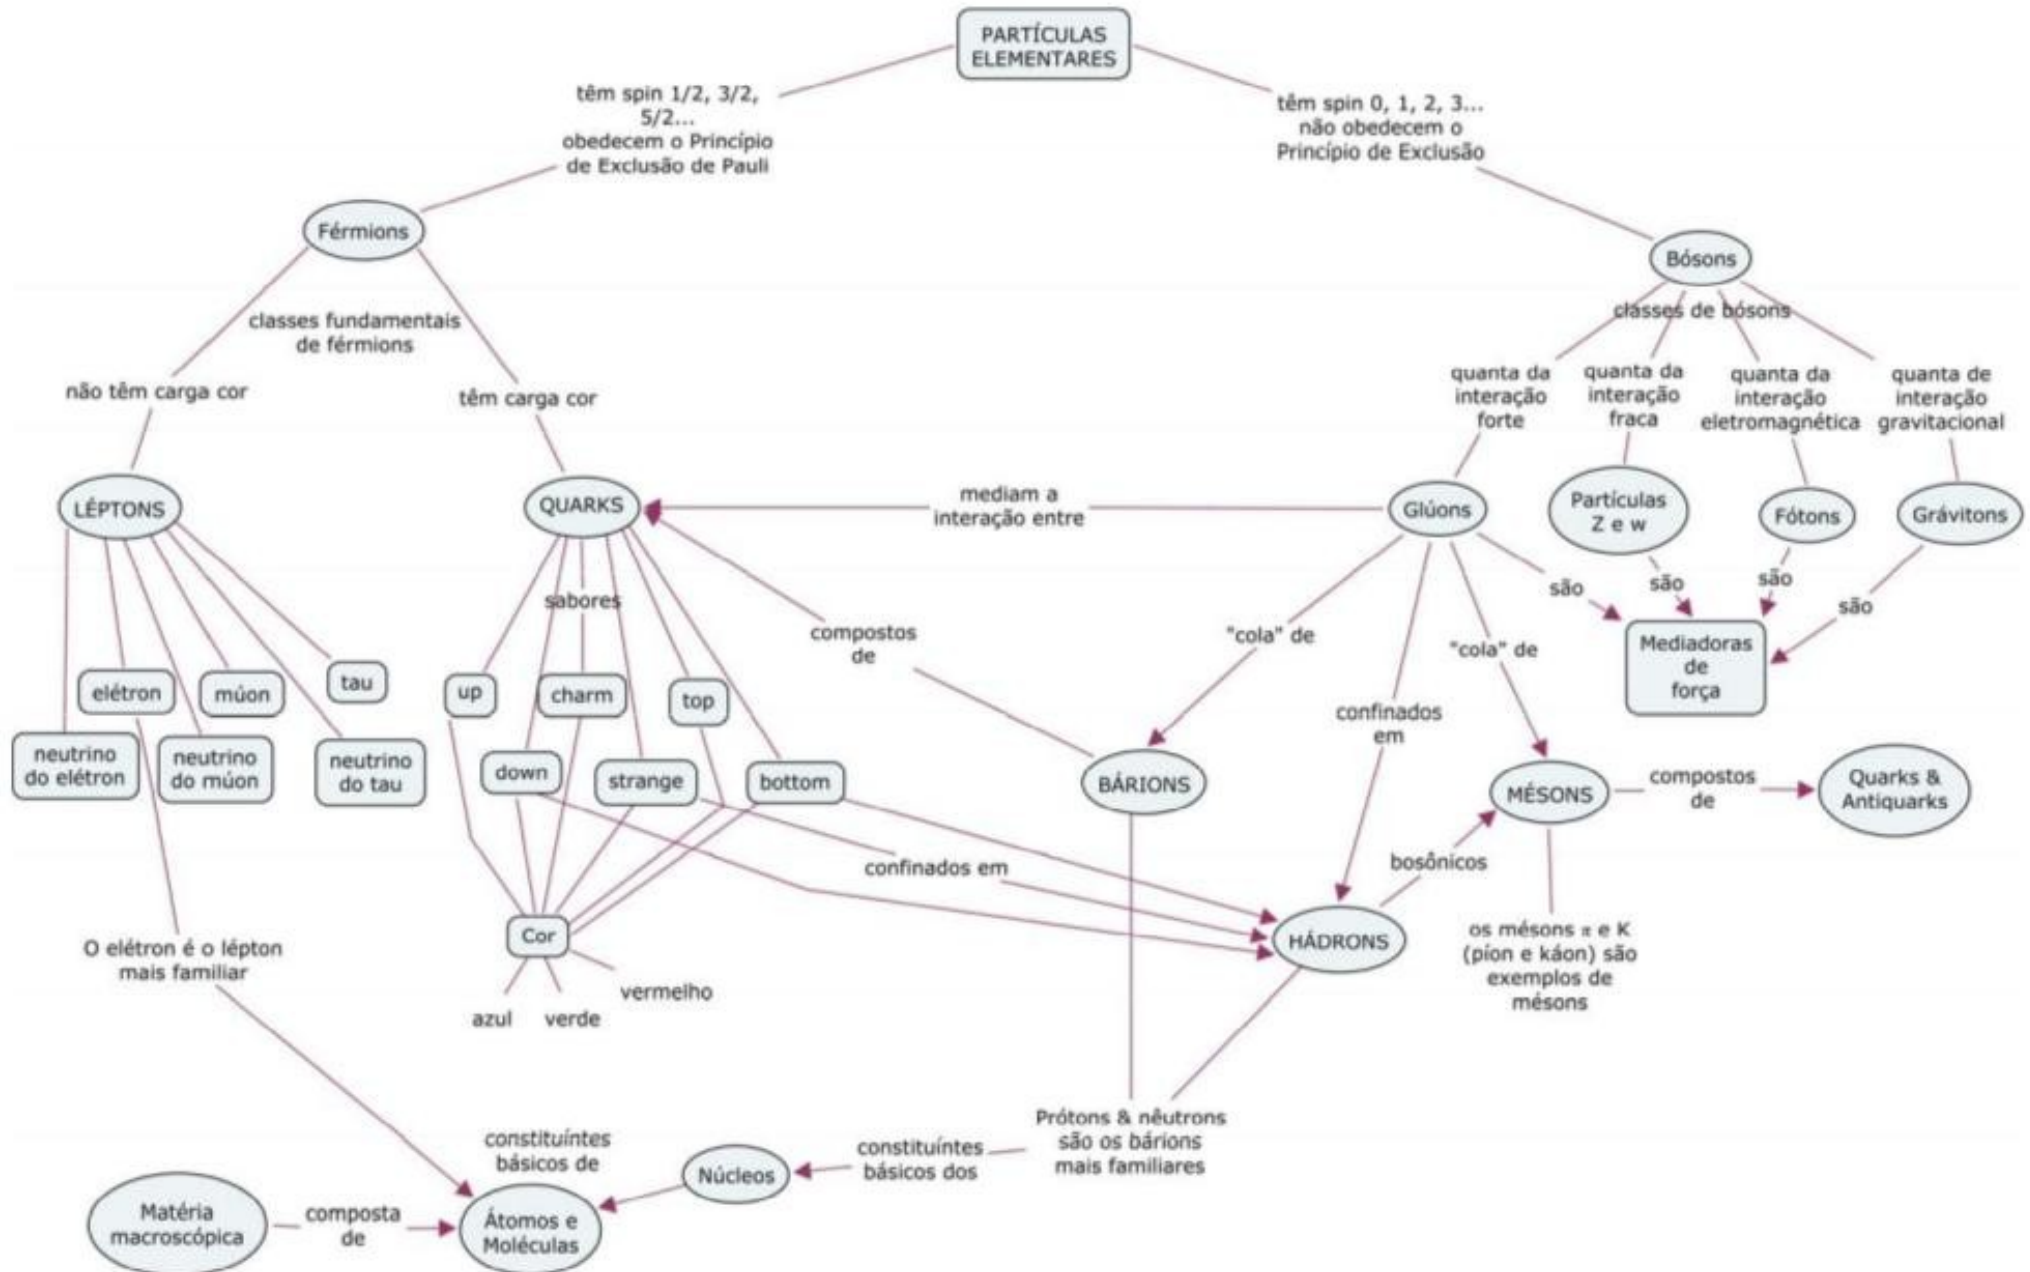 PARTÍCULAS
ELEMENTARES
têm spin 1/2, 3/2,
5/2...
obedecem o Princípio
de Exclusão de Pauli
têm spin 0, 1, 2, 3...
não obedecem o
Princípio de Exclusão
Férmions
Bósons
classes fundamentais
de férmions
classes de bósons
não têm carga cor
têm carga cor
quanta da
interação
forte
quanta da
interação
fraca
quanta da
interação
eletromagnética
quanta de
interação
gravitacional
LÉPTONS
QUARKS
mediam a
interação entre
Glúons
Partículas
Z e w
Fótons
Grávitons
sabores
compostos
de
"cola" de
"cola" de
são
são
são
são
Mediadoras
de
força
elétron
múon
tau
up
charm
top
confinados
em
neutrino
do elétron
neutrino
do múon
neutrino
do tau
down
strange
bottom
BÁRIONS
MÉSONS
compostos
de
Quarks &
Antiquarks
confinados em
bosônicos
Cor
HÁDRONS
os mésons π e K
(píon e káon) são
exemplos de
mésons
O elétron é o lépton
mais familiar
azul
verde
vermelho
Prótons & nêutrons
são os bárions
mais familiares
constituíntes
básicos de
Núcleos
constituíntes
básicos dos
Matéria
macroscópica
composta
de
Átomos e
Moléculas